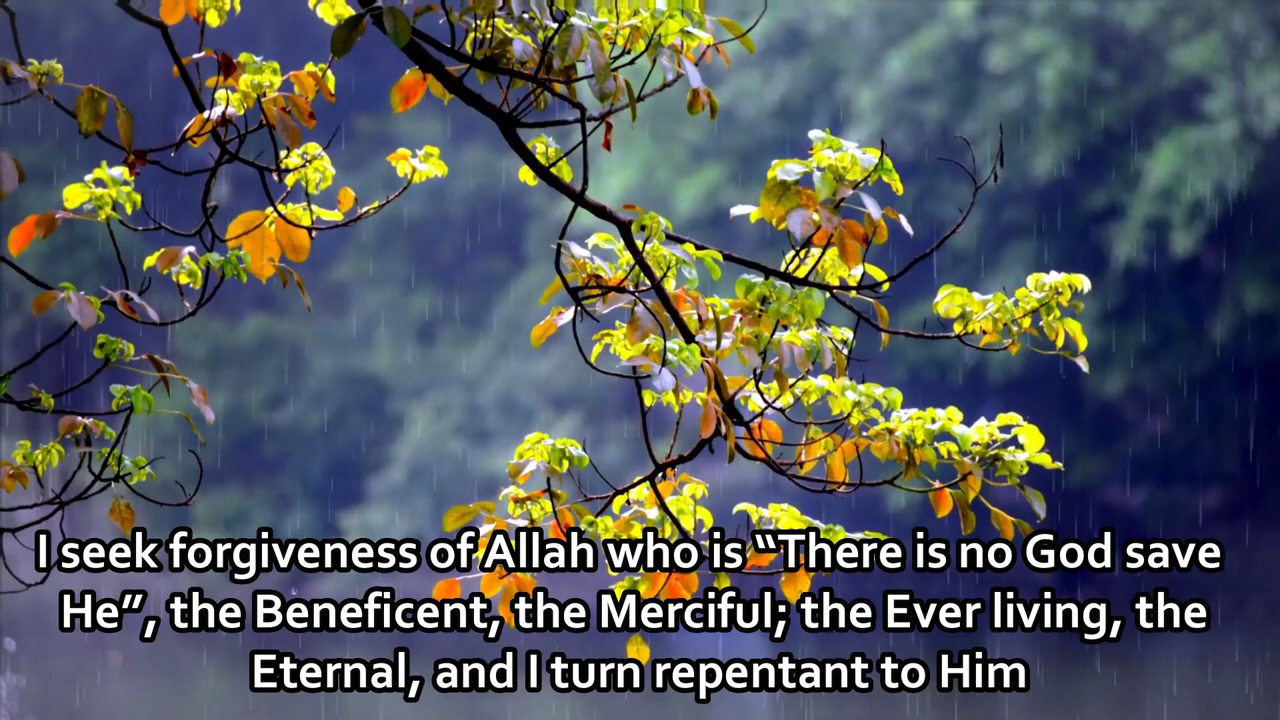 I seek forgiveness of Allah who is “There is no God save
He”, the Beneficent, the Merciful; the Ever living, the
Eternal, and I turn repentant to Him